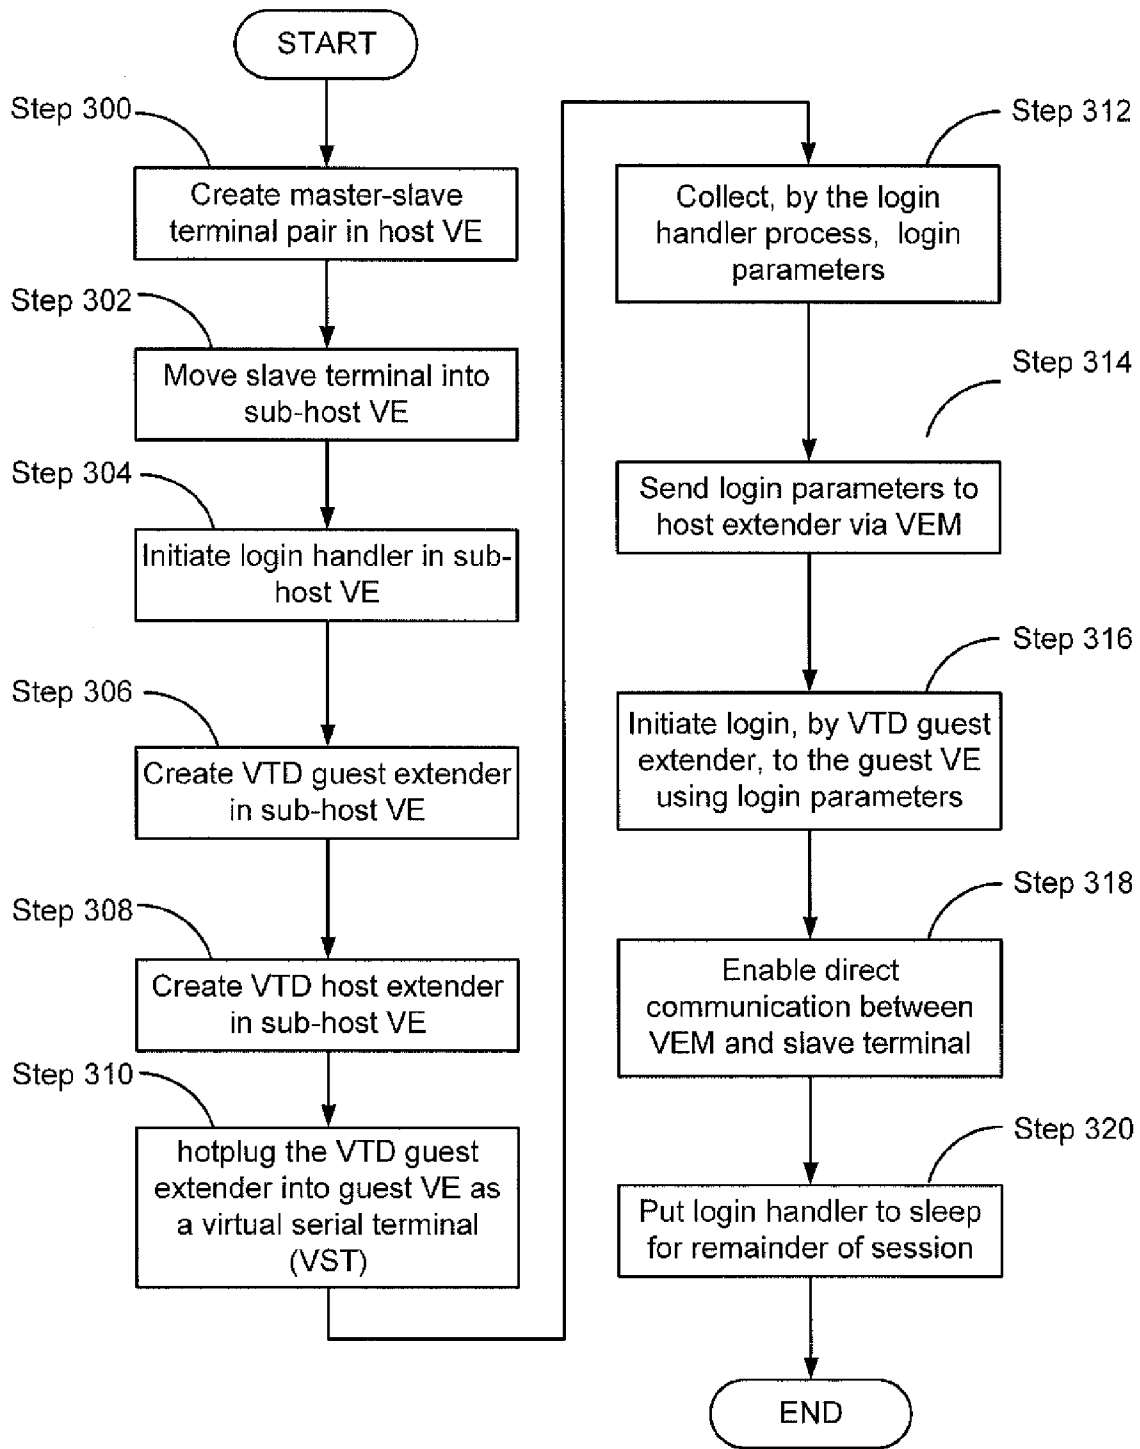 START
Step 300
Create master-slave
terminal pair in host VE
Step 302
Move slave terminal into
sub-host VE
Step 304
Initiate login handler in sub-
host VE
Step 306
Create VTD guest extender
in sub-host VE
Step 308
Create VTD host extender
in sub-host VE
Step 310
hotplug the VTD guest
extender into guest VE as
a virtual serial terminal
(VST)
Step 312
Collect, by the login
handler process, login
parameters
Step 314
Send login parameters to
host extender via VEM
Step 316
Initiate login, by VTD guest
extender, to the guest VE
using login parameters
Step 318
Enable direct
communication between
VEM and slave terminal
Step 320
Put login handler to sleep
for remainder of session
END